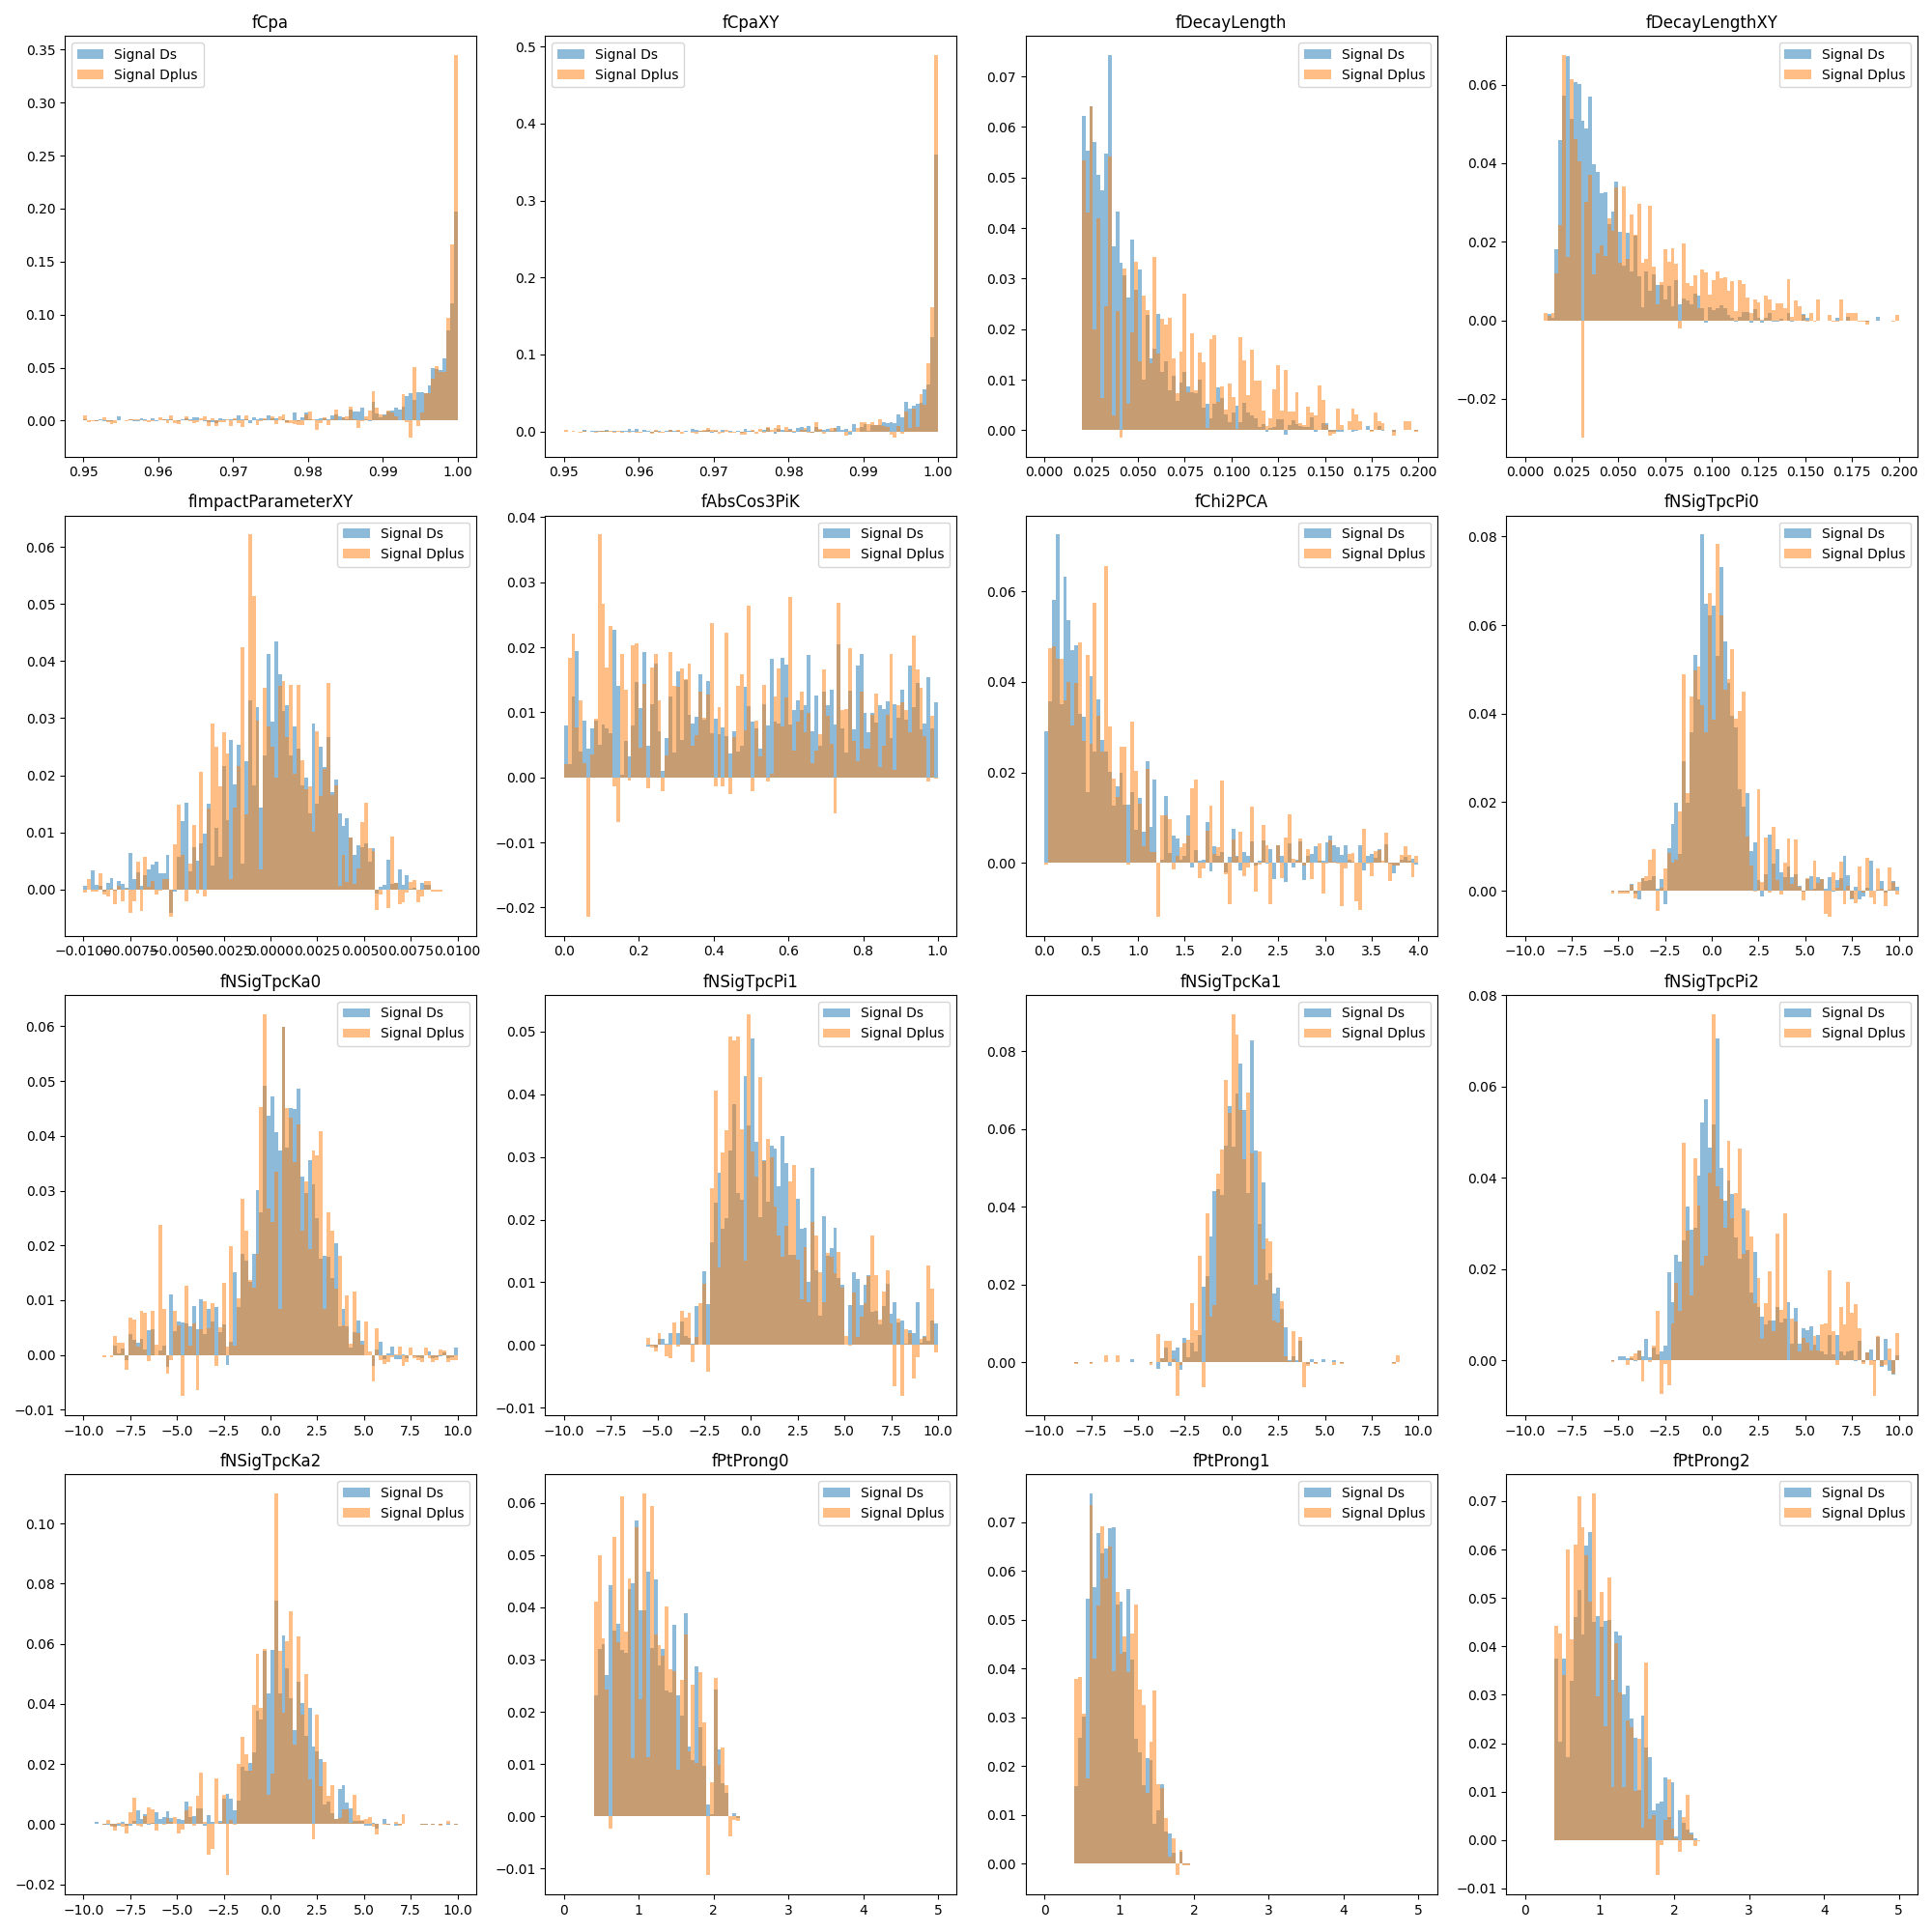 fCpa
Signal Ds
Signal Dplus
0.35
0.30
0.25
0.20
0.15
0.10
0.05
0.00
0.95 0.96 0.97 0.98 0.99 1.00
fCpaXY
Signal Ds
Signal Dplus
0.5
0.4
0.3
0.2
0.1
0.0
0.95 0.96 0.97 0.98 0.99 1.00
fDecayLength
Signal Ds
Signal Dplus
0.07
0.06
0.05
0.04
0.03
0.02
0.01
0.00
0.000 0.025 0.050 0.075 0.100 0.125 0.150 0.175 0.200
fDecayLengthXY
Signal Ds
Signal Dplus
0.06
0.04
0.02
0.00
−0.02
0.000 0.025 0.050 0.075 0.100 0.125 0.150 0.175 0.200
fImpactParameterXY
Signal Ds
Signal Dplus
0.06
0.05
0.04
0.03
0.02
0.01
0.00
−0.0100 −0.0075 −0.0050 −0.0025 0.0000 0.0025 0.0050 0.0075 0.0100
fAbsCos3PiK
Signal Ds
Signal Dplus
0.04
0.03
0.02
0.01
0.00
−0.01
−0.02
0.0 0.2 0.4 0.6 0.8 1.0
fChi2PCA
Signal Ds
Signal Dplus
0.06
0.04
0.02
0.00
0.0 0.5 1.0 1.5 2.0 2.5 3.0 3.5 4.0
fNSigTpcPi0
Signal Ds
Signal Dplus
0.08
0.06
0.04
0.02
0.00
−10.0 −7.5 −5.0 −2.5 0.0 2.5 5.0 7.5 10.0
fNSigTpcKa0
Signal Ds
Signal Dplus
0.06
0.05
0.04
0.03
0.02
0.01
0.00
−0.01
−10.0 −7.5 −5.0 −2.5 0.0 2.5 5.0 7.5 10.0
fNSigTpcPi1
Signal Ds
Signal Dplus
0.05
0.04
0.03
0.02
0.01
0.00
−0.01
−10.0 −7.5 −5.0 −2.5 0.0 2.5 5.0 7.5 10.0
fNSigTpcKa1
Signal Ds
Signal Dplus
0.08
0.06
0.04
0.02
0.00
−10.0 −7.5 −5.0 −2.5 0.0 2.5 5.0 7.5 10.0
fNSigTpcPi2
Signal Ds
Signal Dplus
0.08
0.06
0.04
0.02
0.00
−10.0 −7.5 −5.0 −2.5 0.0 2.5 5.0 7.5 10.0
fNSigTpcKa2
Signal Ds
Signal Dplus
0.10
0.08
0.06
0.04
0.02
0.00
−0.02
−10.0 −7.5 −5.0 −2.5 0.0 2.5 5.0 7.5 10.0
fPtProng0
Signal Ds
Signal Dplus
0.06
0.05
0.04
0.03
0.02
0.01
0.00
−0.01
0 1 2 3 4 5
fPtProng1
Signal Ds
Signal Dplus
0.07
0.06
0.05
0.04
0.03
0.02
0.01
0.00
0 1 2 3 4 5
fPtProng2
Signal Ds
Signal Dplus
0.07
0.06
0.05
0.04
0.03
0.02
0.01
0.00
−0.01
0 1 2 3 4 5